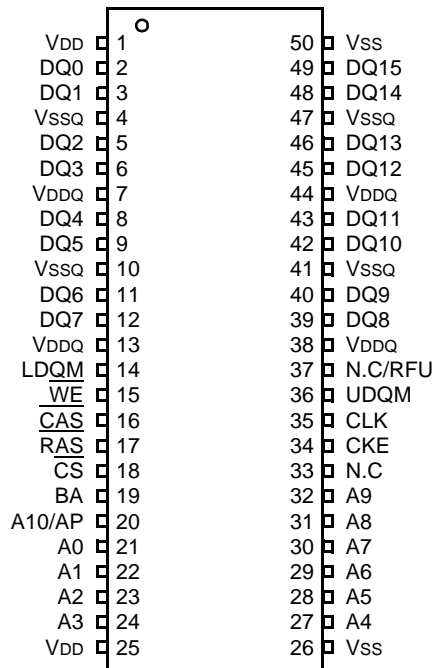 VDD 1 50 VSS
DQ0 2 49 DQ15
DQ1 3 48 DQ14
VSSQ 4 47 VSSQ
DQ2 5 46 DQ13
DQ3 6 45 DQ12
VDDQ 7 44 VDDQ
DQ4 8 43 DQ11
DQ5 9 42 DQ10
VSSQ 10 41 VSSQ
DQ6 11 40 DQ9
DQ7 12 39 DQ8
VDDQ 13 38 VDDQ
LDQM 14 37 N.C/RFU
WE 15 36 UDQM
CAS 16 35 CLK
RAS 17 34 CKE
CS 18 33 N.C
BA 19 32 A9
A10/AP 20 31 A8
A0 21 30 A7
A1 22 29 A6
A2 23 28 A5
A3 24 27 A4
VDD 25 26 VSS